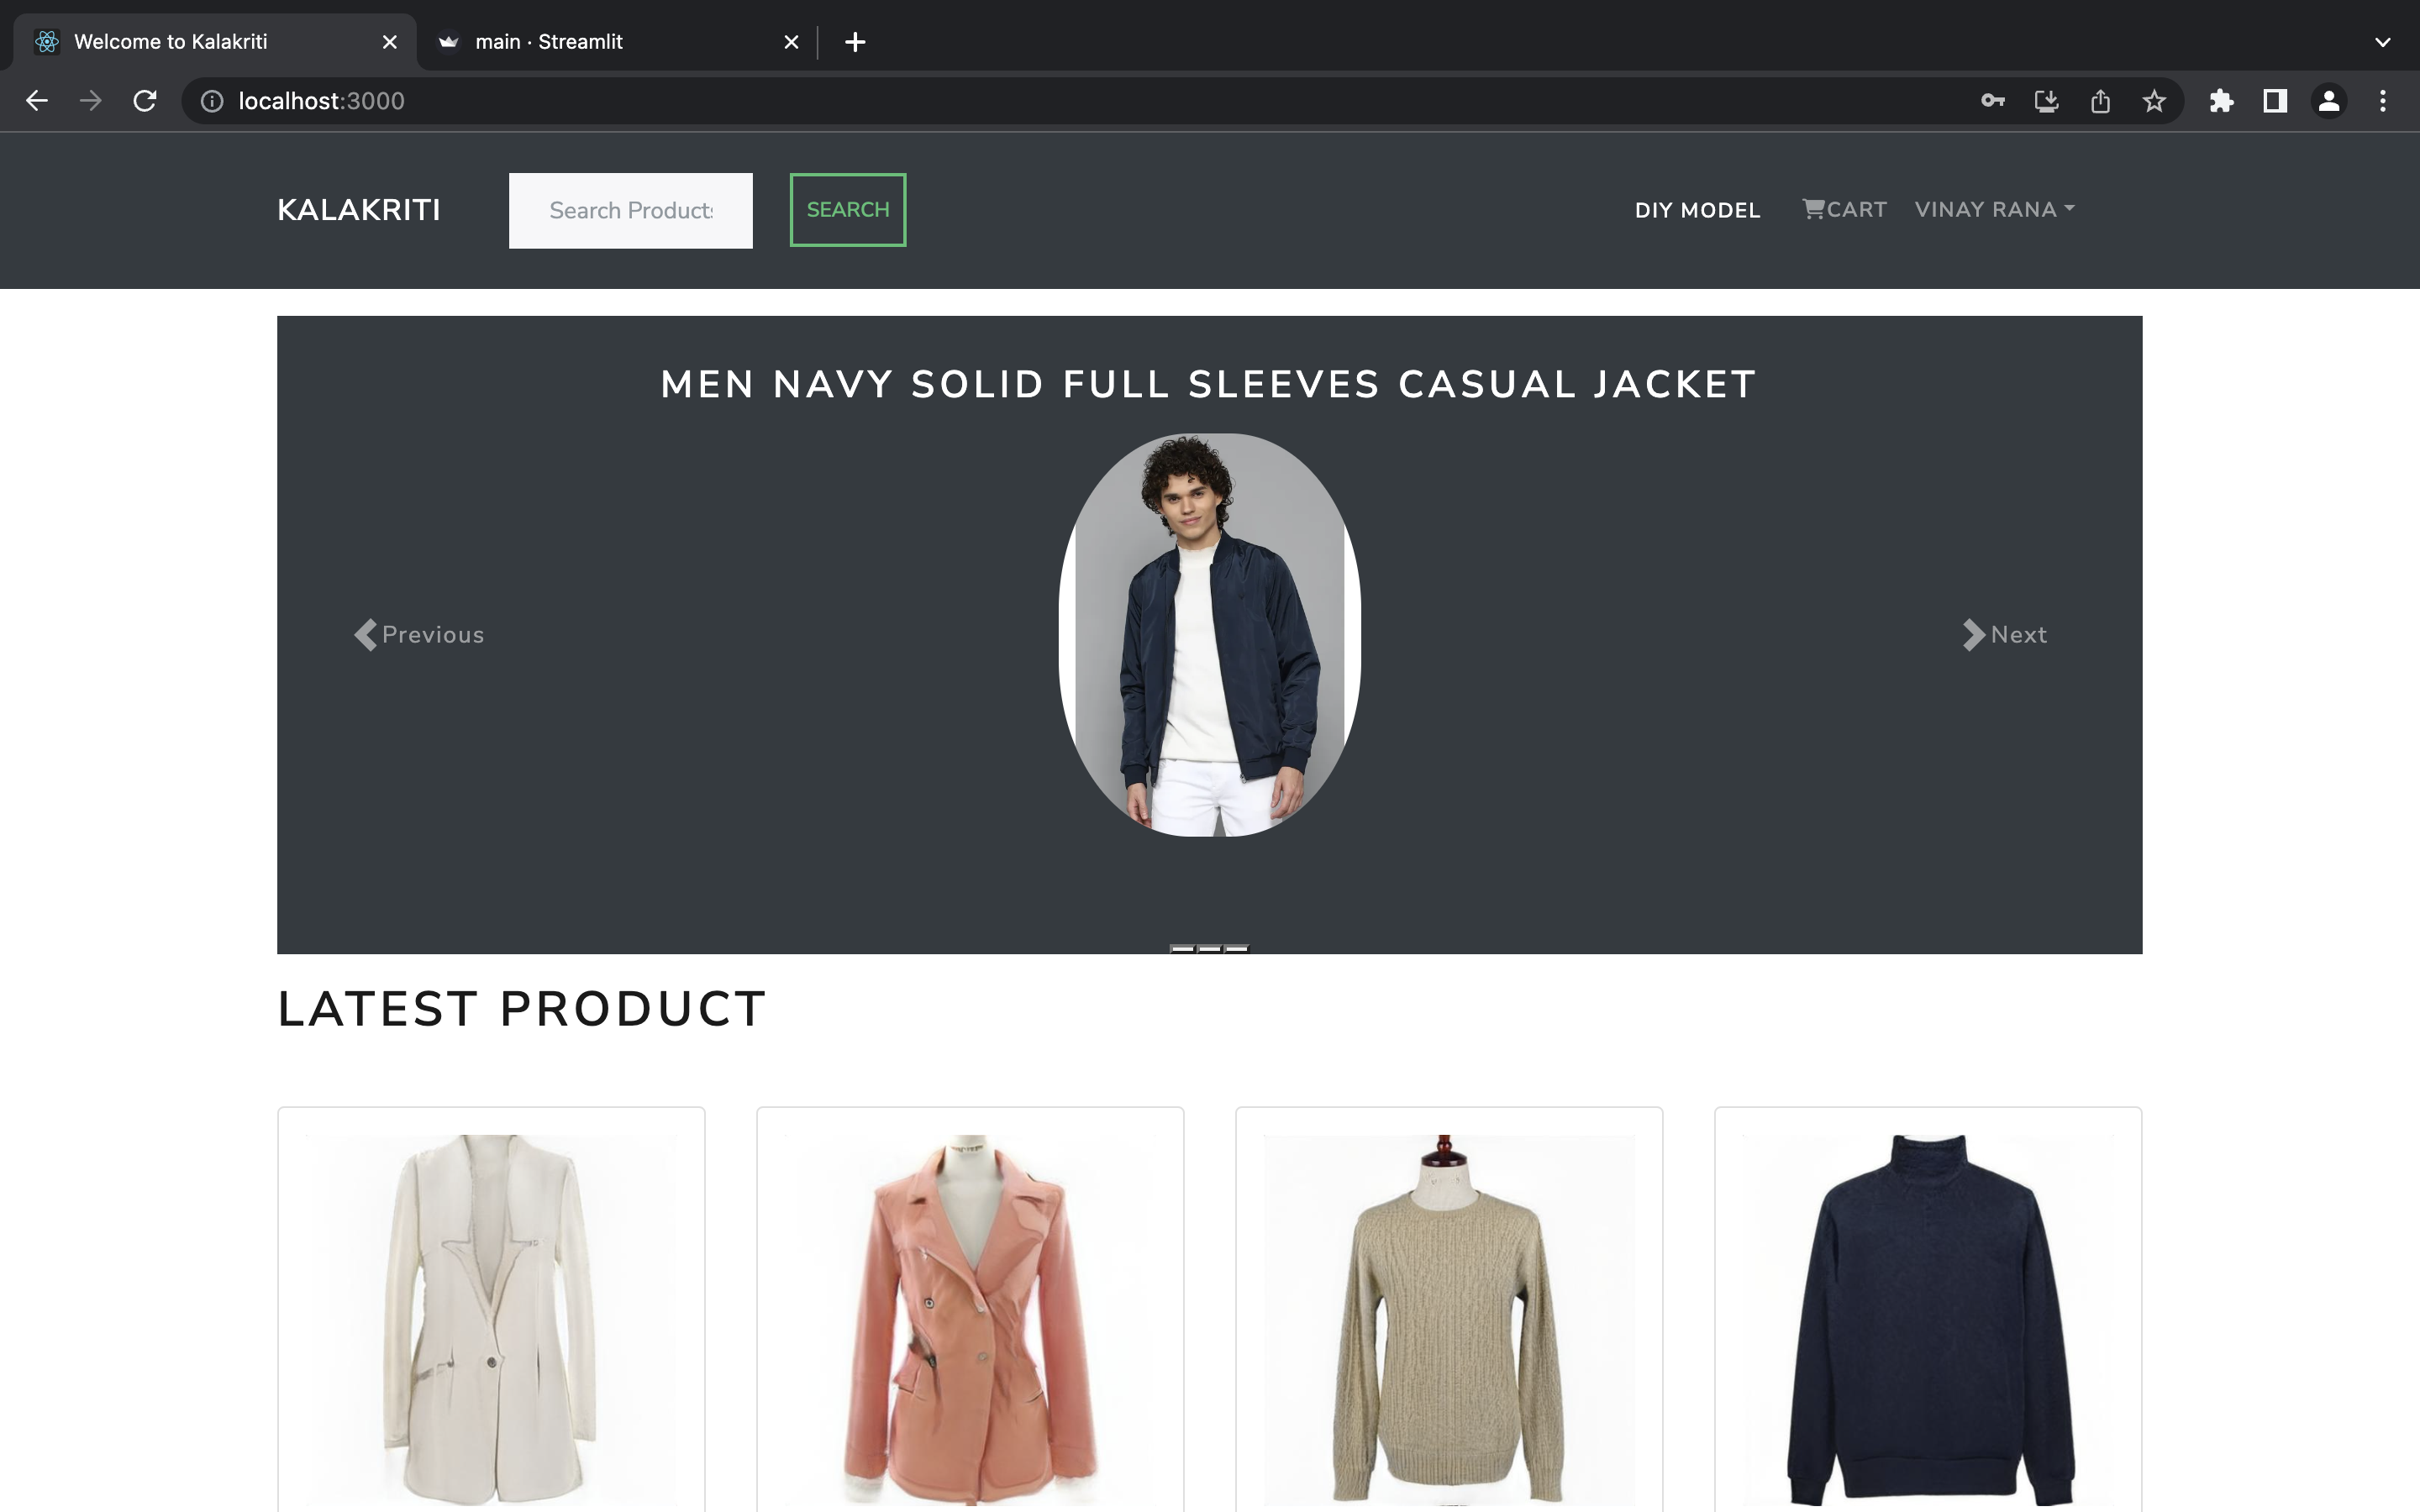 Welcome to Kalakriti
main · Streamlit
localhost:3000
KALAKRITI
Search Product
SEARCH
DIY MODEL
CART
VINAY RANA
MEN NAVY SOLID FULL SLEEVES CASUAL JACKET
Previous
Next
LATEST PRODUCT